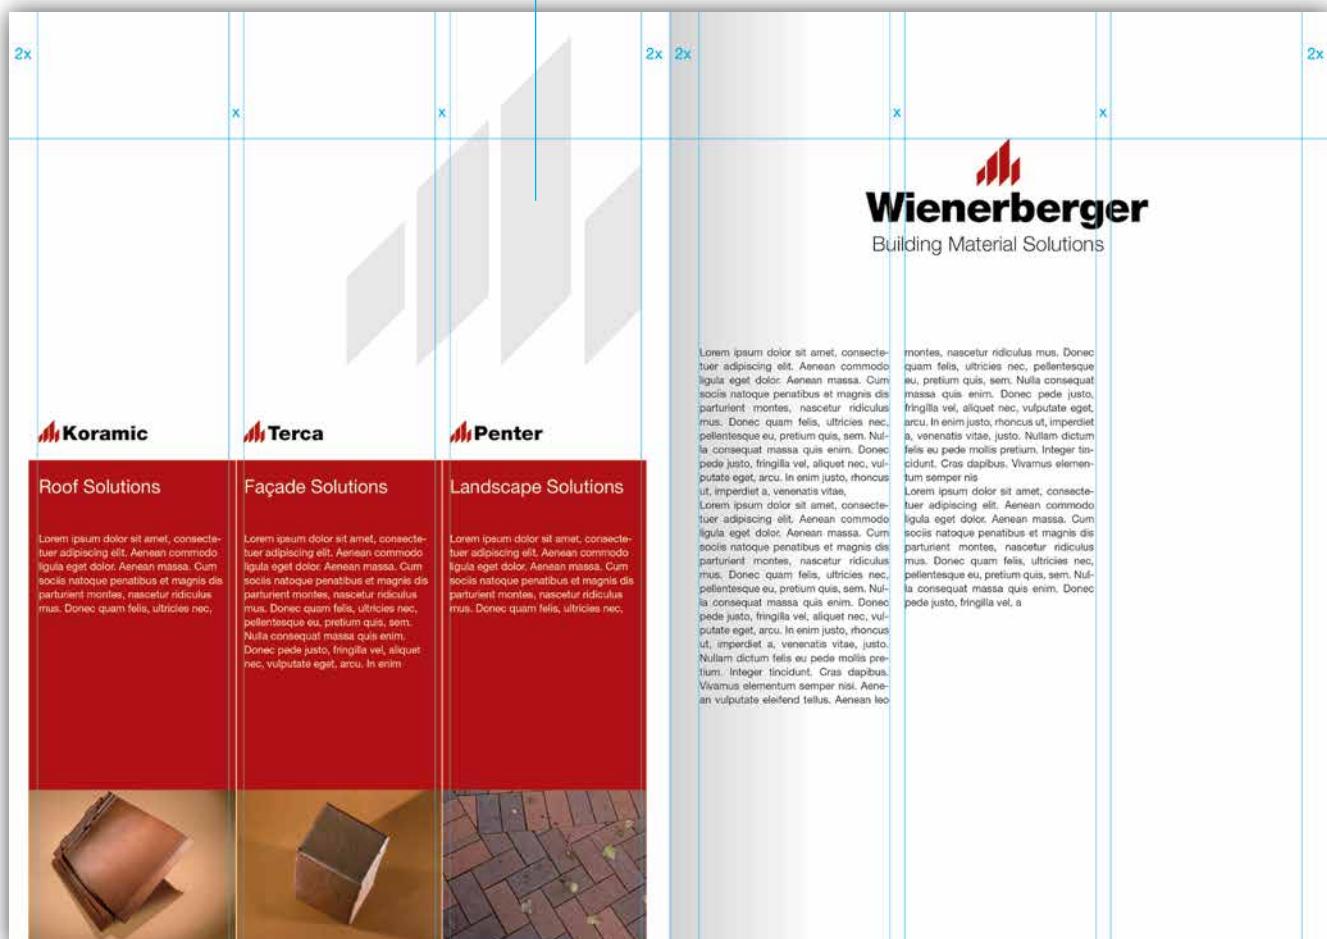 2x
2x
2x
2x
x
x
x
x
Koramic
Terca
Penter
Roof Solutions
Lorem ipsum dolor sit amet, consecte-
tuer adipiscing elit. Aenean commodo
ligula eget dolor. Aenean massa. Cum
sociis natoque penatibus et magnis dis
parturient montes, nascetur ridiculus
mus. Donec quam felis, ultricies nec,
Façade Solutions
Lorem ipsum dolor sit amet, consecte-
tuer adipiscing elit. Aenean commodo
ligula eget dolor. Aenean massa. Cum
sociis natoque penatibus et magnis dis
parturient montes, nascetur ridiculus
mus. Donec quam felis, ultricies nec,
pellentesque eu, pretium quis, sem.
Nulla consequat massa quis enim.
Donec pede justo, fringilla vel, aliquet
nec, vulputate eget, arcu. In enim
Landscape Solutions
Lorem ipsum dolor sit amet, consecte-
tuer adipiscing elit. Aenean commodo
ligula eget dolor. Aenean massa. Cum
sociis natoque penatibus et magnis dis
parturient montes, nascetur ridiculus
mus. Donec quam felis, ultricies nec,
Wienerberger
Building Material Solutions
Lorem ipsum dolor sit amet, consecte-
tuer adipiscing elit. Aenean commodo
ligula eget dolor. Aenean massa. Cum
sociis natoque penatibus et magnis dis
parturient montes, nascetur ridiculus
mus. Donec quam felis, ultricies nec,
pellentesque eu, pretium quis, sem. Nul-
la consequat massa quis enim. Donec
pede justo, fringilla vel, aliquet nec, vul-
putate eget, arcu. In enim justo, rhoncus
ut, imperdiet a, venenatis vitae,
Lorem ipsum dolor sit amet, consecte-
tuer adipiscing elit. Aenean commodo
ligula eget dolor. Aenean massa. Cum
sociis natoque penatibus et magnis dis
parturient montes, nascetur ridiculus
mus. Donec quam felis, ultricies nec,
pellentesque eu, pretium quis, sem. Nul-
la consequat massa quis enim. Donec
pede justo, fringilla vel, aliquet nec, vul-
putate eget, arcu. In enim justo, rhoncus
ut, imperdiet a, venenatis vitae, justo.
Nullam dictum felis eu pede mollis pre-
tium. Integer tincidunt. Cras dapibus.
Vivamus elementum semper nisi. Aene-
an vulputate eleifend tellus. Aenean leo
montes, nascetur ridiculus mus. Donec
quam felis, ultricies nec, pellentesque
eu, pretium quis, sem. Nulla consequat
massa quis enim. Donec pede justo,
fringilla vel, aliquet nec, vulputate eget,
arcu. In enim justo, rhoncus ut, imperdiet
a, venenatis vitae, justo. Nullam dictum
felis eu pede mollis pretium. Integer tin-
cidunt. Cras dapibus. Vivamus elemen-
tum semper nis
Lorem ipsum dolor sit amet, consecte-
tuer adipiscing elit. Aenean commodo
ligula eget dolor. Aenean massa. Cum
sociis natoque penatibus et magnis dis
parturient montes, nascetur ridiculus
mus. Donec quam felis, ultricies nec,
pellentesque eu, pretium quis, sem. Nul-
la consequat massa quis enim. Donec
pede justo, fringilla vel, a